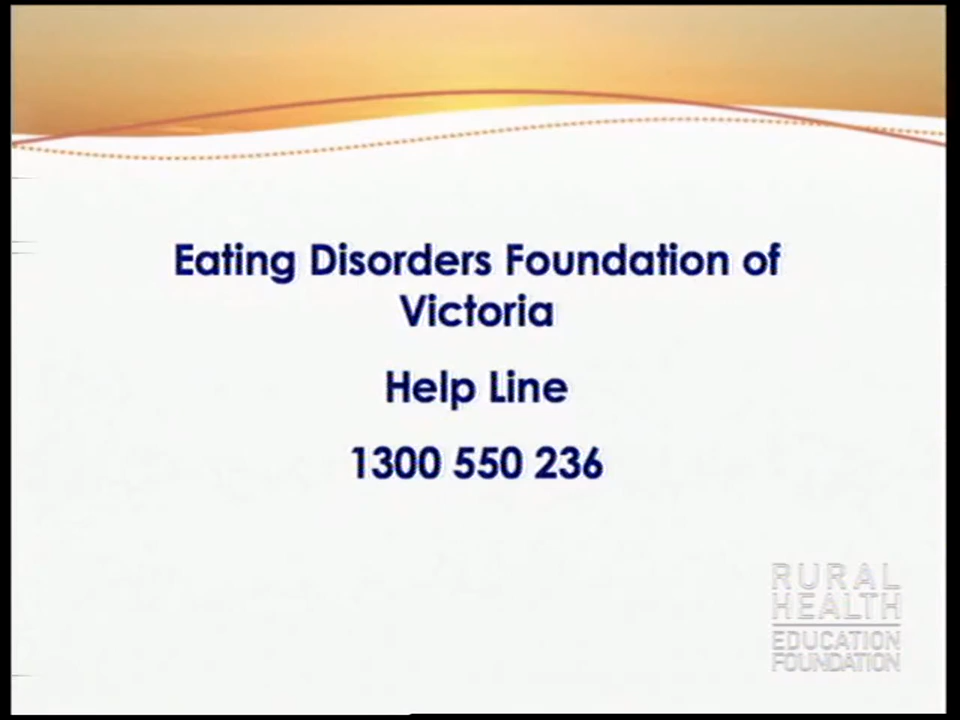 Eating Disorders Foundation of
Victoria
Help Line
1300 550 236
RURAL
HEALTH
EDUCATION
FOUNDATION